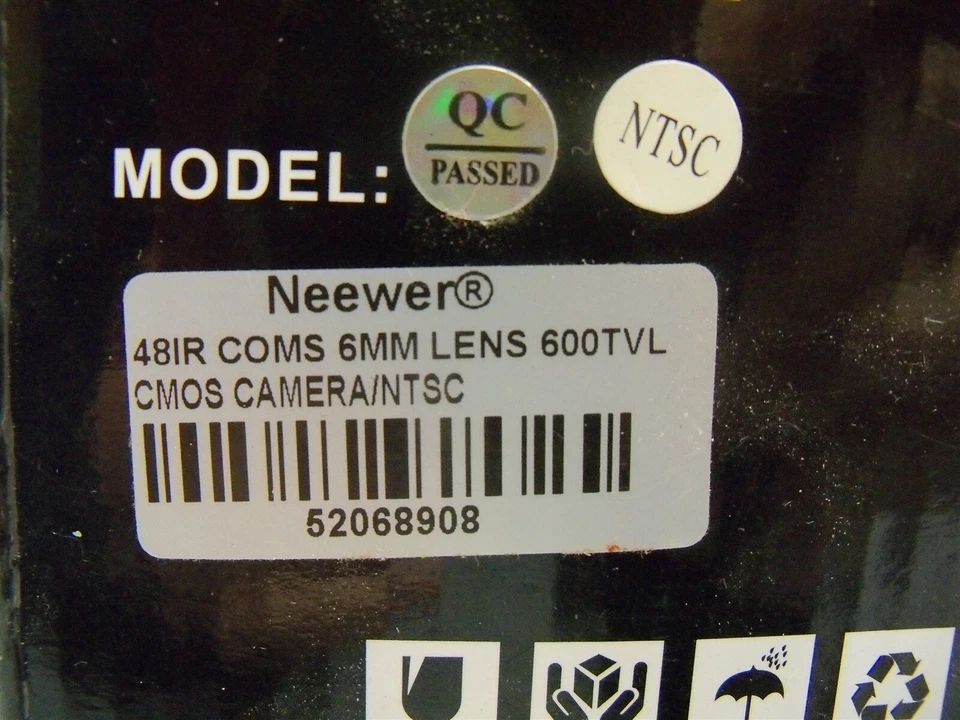 QC
PASSED
NTSC
MODEL:
Neewer®
48IR COMS 6MM LENS 600TVL
CMOS CAMERA/NTSC
52068908